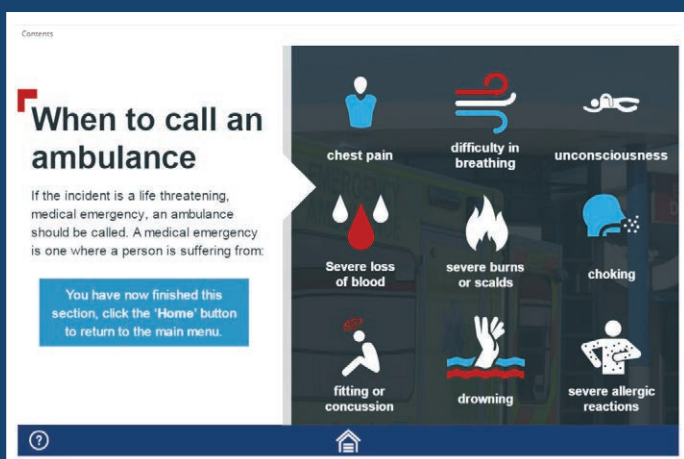 Contents
When to call an
ambulance
If the incident is a life threatening,
medical emergency, an ambulance
should be called. A medical emergency
is one where a person is suffering from:
You have now finished this
section, click the 'Home' button
to return to the main menu.
chest pain
difficulty in
breathing
unconsciousness
Severe loss
of blood
severe burns
or scalds
choking
fitting or
concussion
drowning
severe allergic
reactions
?